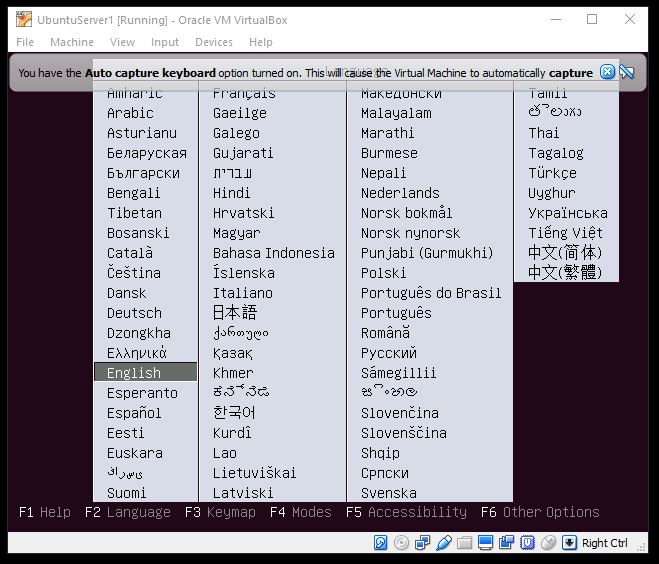 UbuntuServer1 [Running] - Oracle VM VirtualBox
File Machine View Input Devices Help
You have the Auto capture keyboard option turned on. This will cause the Virtual Machine to automatically capture
Language
Amharic
Arabic
Asturianu
Беларуская
Български
Bengali
Tibetan
Bosanski
Català
Čeština
Dansk
Deutsch
Dzongkha
Ελληνικά
English
Esperanto
Español
Eesti
Euskara
Suomi
Français
Gaeilge
Galego
Gujarati
עברית
Hindi
Hrvatski
Magyar
Bahasa Indonesia
Íslenska
Italiano
日本語
ქართული
Қазақ
Khmer
ಕನ್ನಡ
한국어
Kurdî
Lao
Lietuviškai
Latviski
Македонски
Malayalam
Marathi
Burmese
Nepali
Nederlands
Norsk bokmål
Norsk nynorsk
Punjabi (Gurmukhi)
Polski
Português do Brasil
Português
Română
Русский
Sámegillii
සිංහල
Slovenčina
Slovenščina
Shqip
Српски
Svenska
Tamil
తెలుగు
Thai
Tagalog
Türkçe
Uyghur
Українська
Tiếng Việt
中文(简体)
中文(繁體)
F1 Help F2 Language F3 Keymap F4 Modes F5 Accessibility F6 Other Options
Right Ctrl